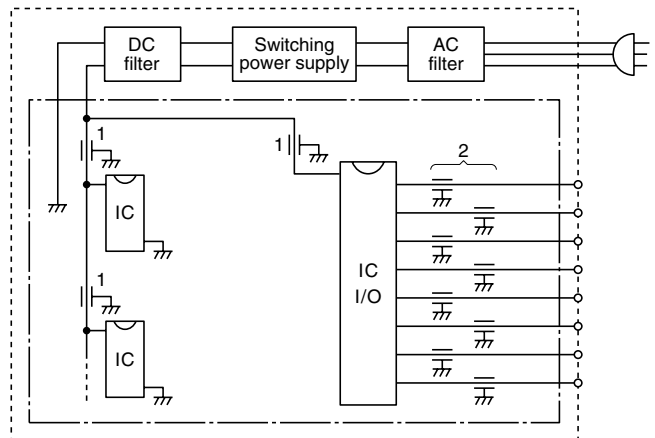 DC
filter
Switching
power supply
AC
filter
1
1
2
IC
1
IC
I/O
IC